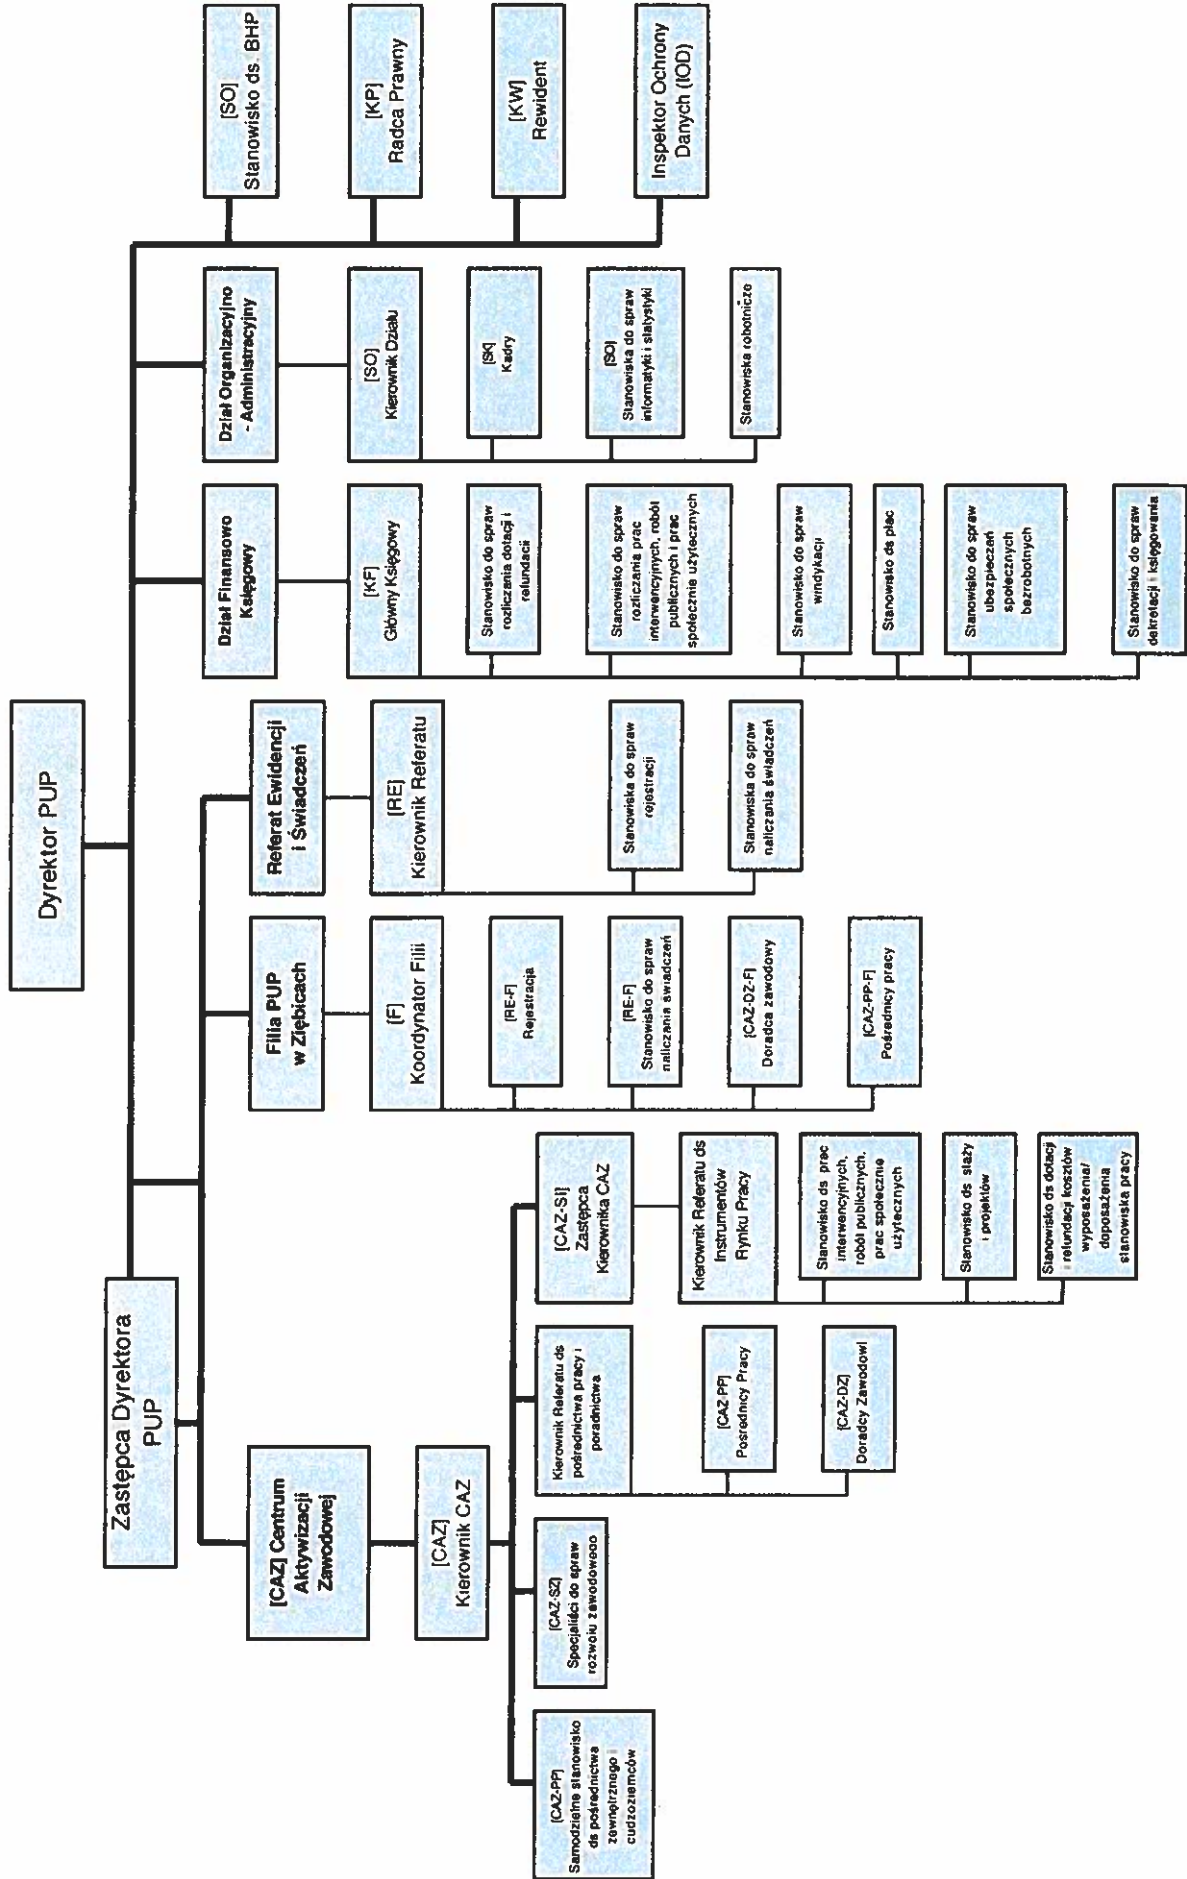 Dyrektor PUP
Zastępca Dyrektora
PUP
[CAZ] Centrum
Aktywizacji
Zawodowej
[CAZ]
Kierownik CAZ
[CAZ-PP]
Samodzielne stanowisko
ds pośrednictwa
zewnętrznego i
cudzoziemców
[CAZ-SZ]
Specjaliści do spraw
rozwoju zawodowego
Kierownik Referatu ds
pośrednictwa pracy i
poradnictwa
[CAZ-PP]
Pośrednicy Pracy
[CAZ-DZ]
Doradcy Zawodowi
[CAZ-SI]
Zastępca
Kierownika CAZ
Kierownik Referatu ds
Instrumentów
Rynku Pracy
Stanowisko ds prac
interwencyjnych,
robót publicznych,
prac społecznie
użytecznych
Stanowisko ds staży
i projektów
Stanowisko ds dotacji
i refundacji kosztów
wyposażenia/
doposażenia
stanowiska pracy
Filia PUP
w Ziębicach
[F]
Koordynator Filii
[RE-F]
Rejestracja
[RE-F]
Stanowisko do spraw
naliczania świadczeń
[CAZ-DZ-F]
Doradca zawodowy
[CAZ-PP-F]
Pośrednicy pracy
Referat Ewidencji
i Świadczeń
[RE]
Kierownik Referatu
Stanowiska do spraw
rejestracji
Stanowiska do spraw
naliczania świadczeń
Dział Finansowo
Księgowy
[KF]
Główny Księgowy
Stanowisko do spraw
rozliczania dotacji i
refundacji
Stanowisko do spraw
rozliczania prac
interwencyjnych, robót
publicznych i prac
społecznie użytecznych
Stanowisko do spraw
windykacji
Stanowisko ds płac
Stanowisko do spraw
ubezpieczeń
społecznych
bezrobotnych
Stanowisko do spraw
dekretacji i księgowania
Dział Organizacyjno
- Administracyjny
[SO]
Kierownik Działu
[SK]
Kadry
[SO]
Stanowiska do spraw
informatyki i statystyki
Stanowiska robotnicze
[SO]
Stanowisko ds. BHP
[KP]
Radca Prawny
[KW]
Rewident
Inspektor Ochrony
Danych (IOD)